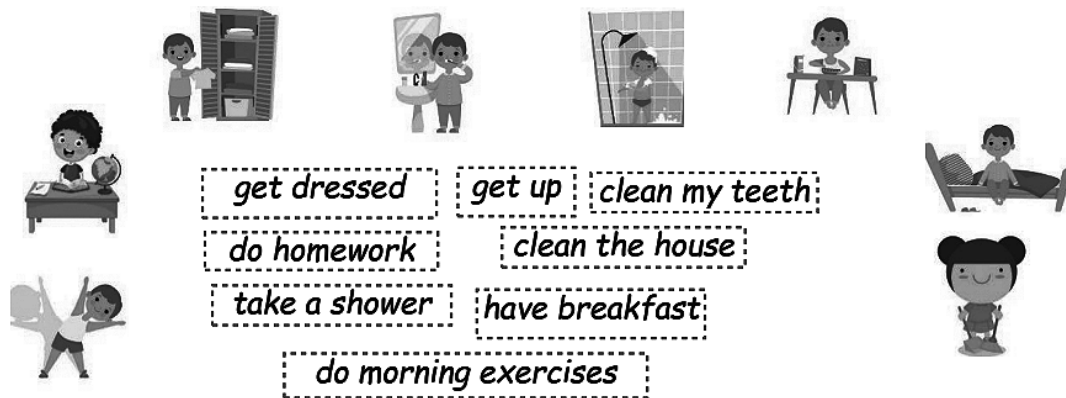 get dressed
get up
clean my teeth
do homework
clean the house
take a shower
have breakfast
do morning exercises